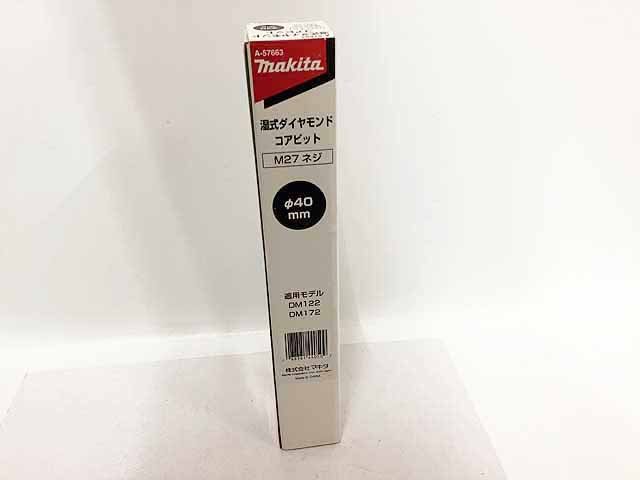 A-57663
makita
湿式ダイヤモンド
コアビット
M27 ネジ
φ40
mm
適用モデル
DM122
DM172
株式会社マキタ